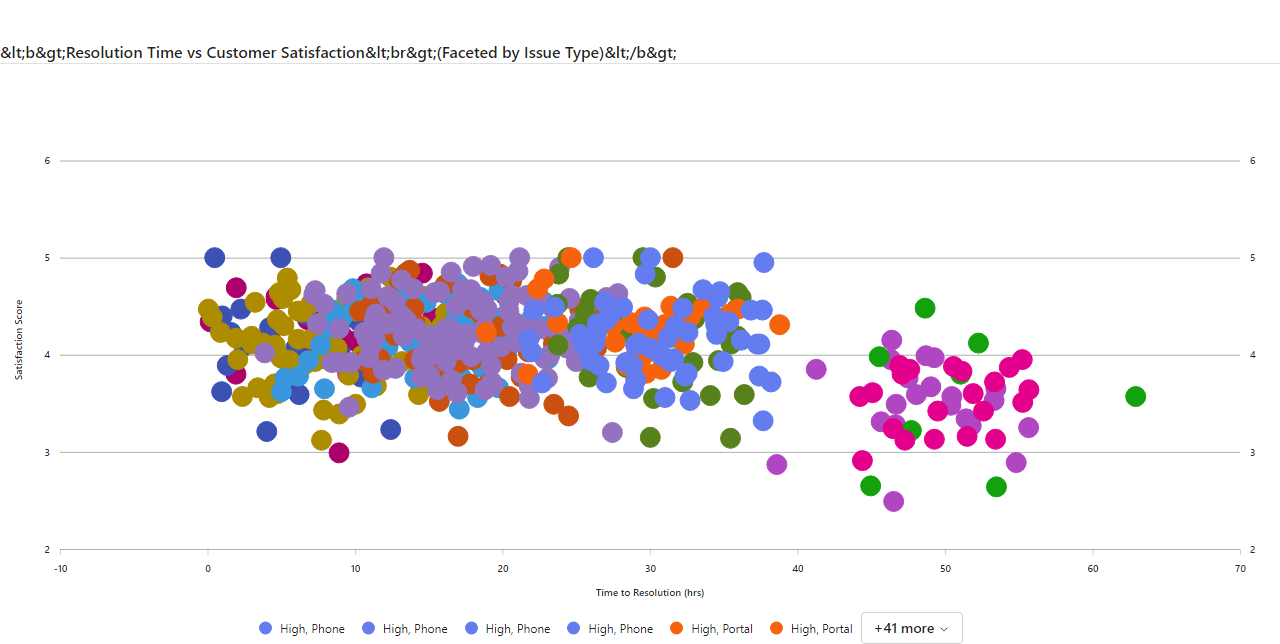 &lt;b&gt;Resolution Time vs Customer Satisfaction&lt;br&gt;(Faceted by Issue Type)&lt;/b&gt;
6 6
5 5
Satisfaction Score
4 4
3 3
2 2
-10 0 10 20 30 40 50 60 70
Time to Resolution (hrs)
High, Phone High, Phone High, Phone High, Phone High, Portal High, Portal +41 more